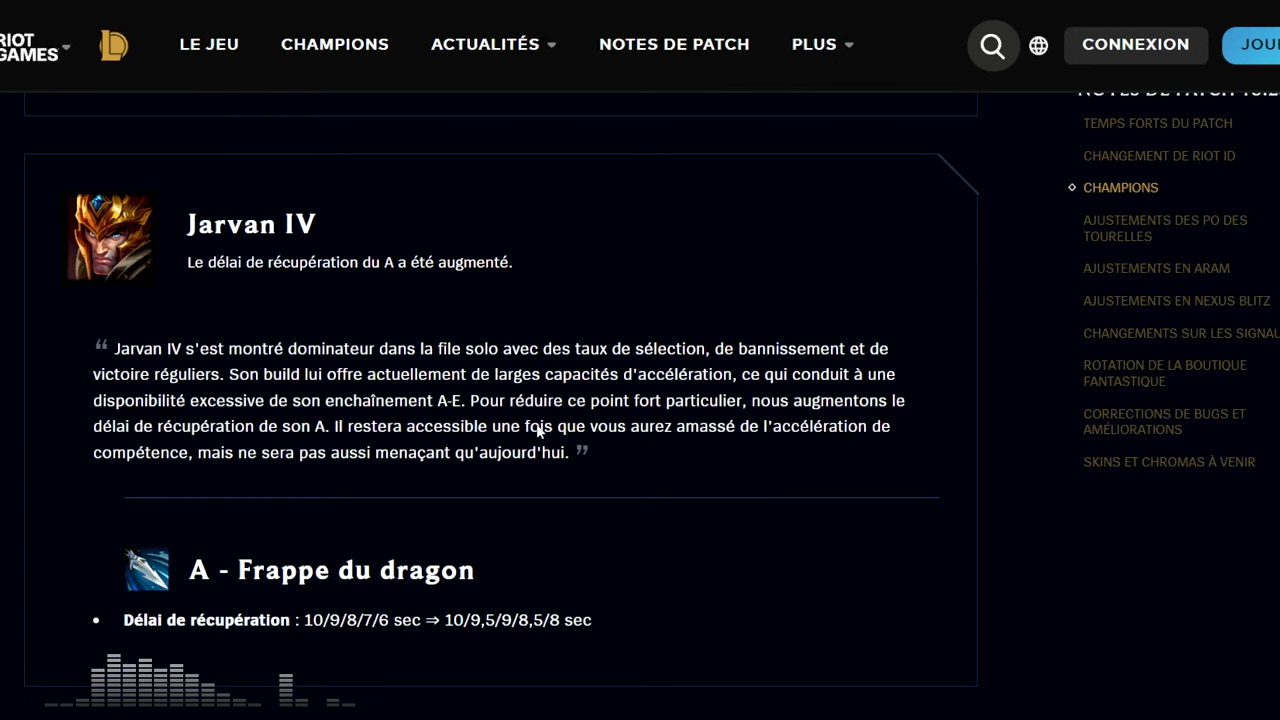 RIOT
GAMES
LE JEU
CHAMPIONS
ACTUALITÉS
NOTES DE PATCH
PLUS
CONNEXION
TEMPS FORTS DU PATCH
CHANGEMENT DE RIOT ID
CHAMPIONS
AJUSTEMENTS DES PO DES
TOURELLES
AJUSTEMENTS EN ARAM
AJUSTEMENTS EN NEXUS BLITZ
CHANGEMENTS SUR LES
ROTATION DE LA BOUTIQUE
FANTASTIQUE
CORRECTIONS DE BUGS ET
AMÉLIORATIONS
SKINS ET CHROMAS À VENIR
Jarvan IV
Le délai de récupération du A a été augmenté.
“ Jarvan IV s'est montré dominateur dans la file solo avec des taux de sélection, de bannissement et de
victoire réguliers. Son build lui offre actuellement de larges capacités d'accélération, ce qui conduit à une
disponibilité excessive de son enchaînement A-E. Pour réduire ce point fort particulier, nous augmentons le
délai de récupération de son A. Il restera accessible une fois que vous aurez amassé de l'accélération de
compétence, mais ne sera pas aussi menaçant qu'aujourd'hui. ”
A - Frappe du dragon
• Délai de récupération : 10/9/8/7/6 sec ⇒ 10/9,5/9/8,5/8 sec